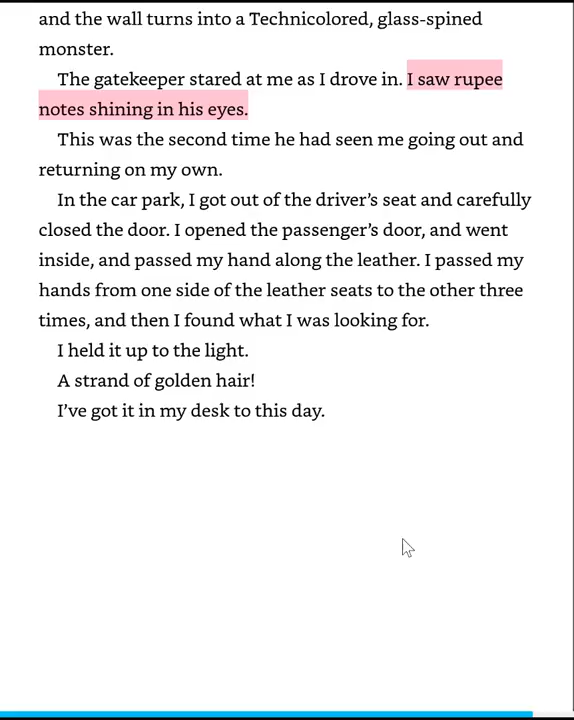 and the wall turns into a Technicolored, glass-spined
monster.
The gatekeeper stared at me as I drove in. I saw rupee
notes shining in his eyes.
This was the second time he had seen me going out and
returning on my own.
In the car park, I got out of the driver’s seat and carefully
closed the door. I opened the passenger’s door, and went
inside, and passed my hand along the leather. I passed my
hands from one side of the leather seats to the other three
times, and then I found what I was looking for.
I held it up to the light.
A strand of golden hair!
I’ve got it in my desk to this day.